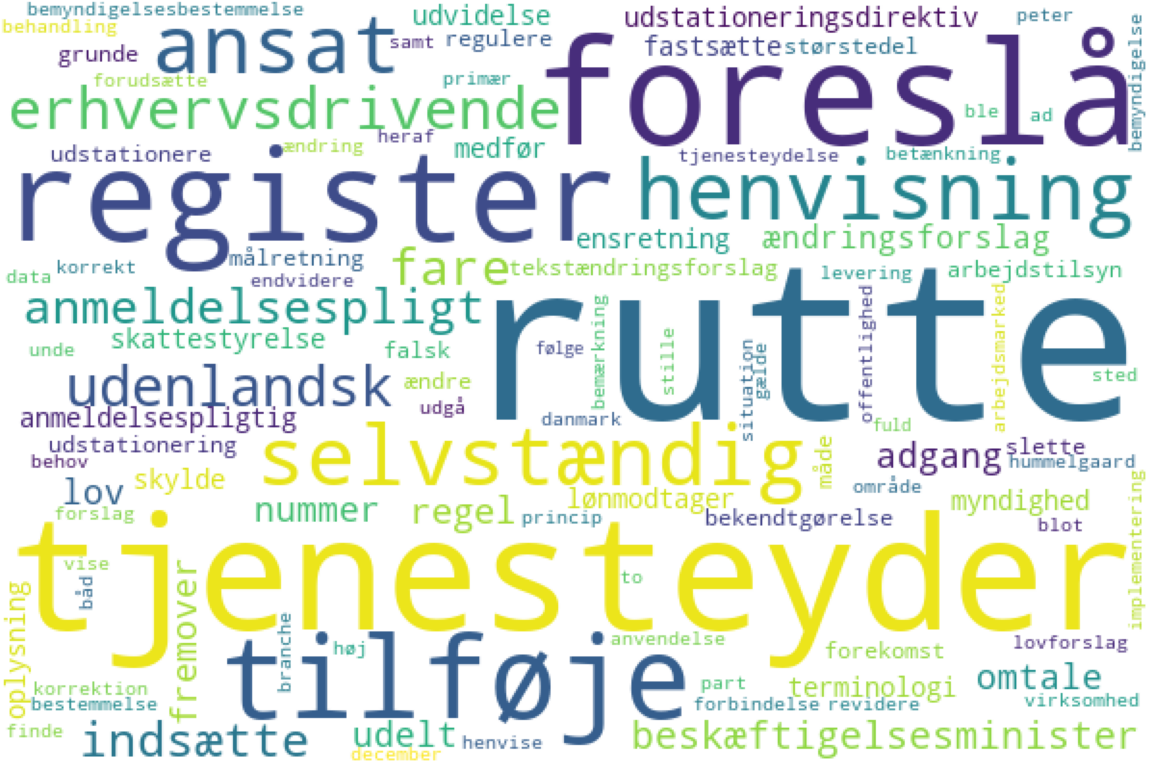 bemyndigelsesbestemmelse
behandling
grunde
ansat
samt
regulere
udvidelse
udstationeringsdirektiv
peter
fastsætte
størstedel
bemyndigelse
forudsætte
primær
foreslå
erhvervsdrivende
ble
ad
heraf
ændring
medfør
udstationere
tjenesteydelse
betænkning
register
henvisning
ensretning
ændringsforslag
målretning
korrekt
data
endvidere
fare
tekstændringsforslag
levering
arbejdstilsyn
anmeldelsespligt
rutte
skattestyrelse
unde
falsk
følge
bemærkning
stille
situation
gælde
offentlighed
arbejdsmarked
sted
udenlandsk
ændre
udgå
anmeldelsespligtig
danmark
fuld
udstationering
selvstændig
måde
adgang
slette
hummelgaard
behov
skylde
lov
lønmodtager
område
myndighed
forslag
nummer
regel
princip
bekendtgørelse
blot
implementering
tjenesteyder
vise
båd
to
oplysning
fremover
branche
høj
tilføje
anvendelse
forekomst
lovforslag
korrektion
bestemmelse
part
terminologi
omtale
forbindelse
revidere
virksomhed
finde
indsætte
udelt
henvise
december
beskæftigelsesminister